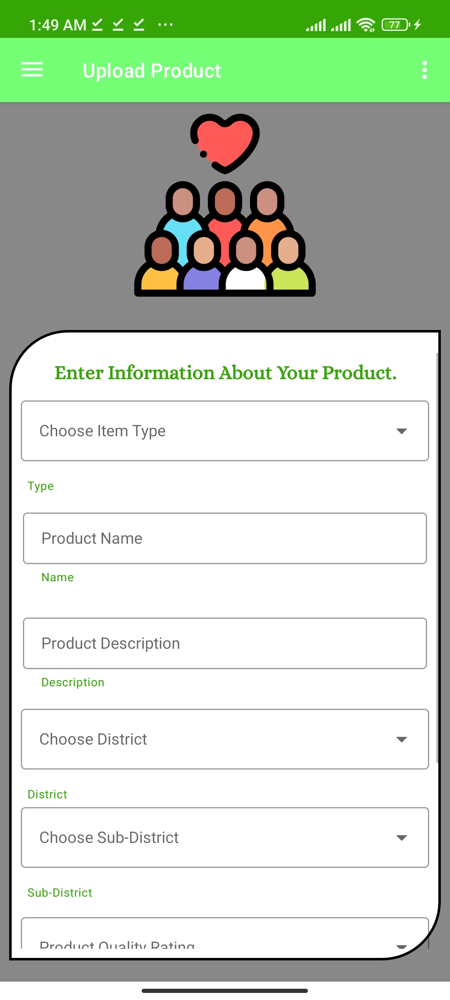 1:49 AM
77
Upload Product
Enter Information About Your Product.
Choose Item Type
Type
Product Name
Name
Product Description
Description
Choose District
District
Choose Sub-District
Sub-District
Product Quality Rating